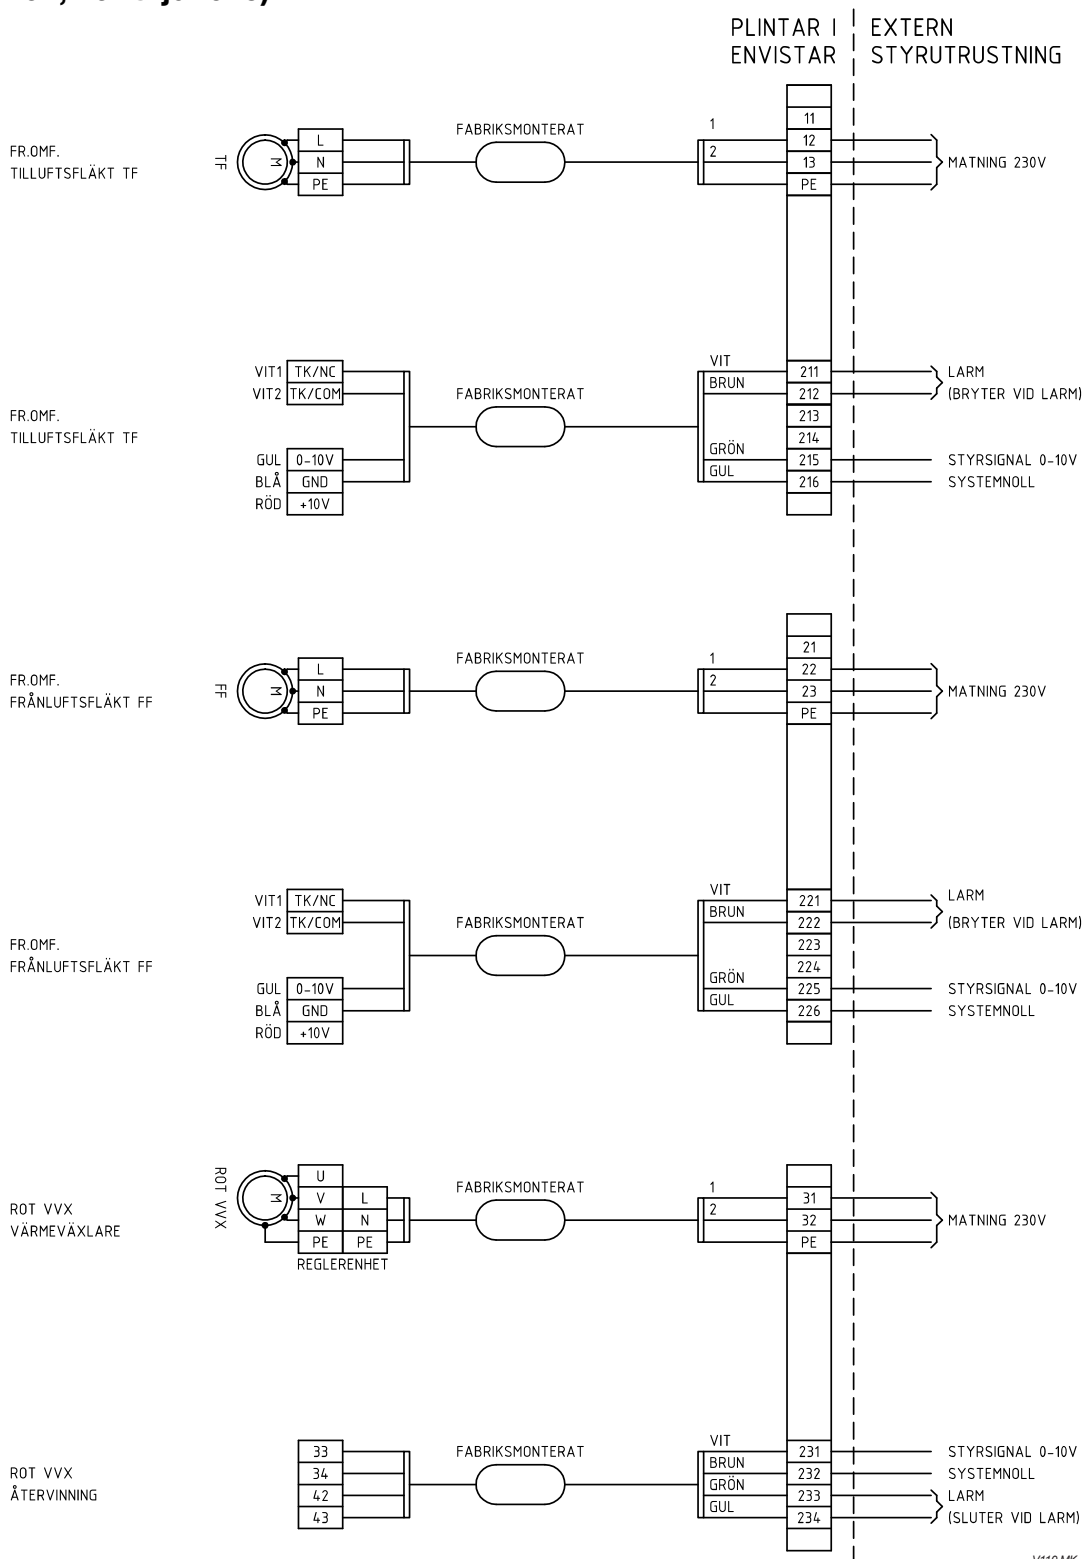 PLINTAR I
ENVISTAR
EXTERN
STYRUTRUSTNING
FR.OMF.
TILLUFTSFLÄKT TF
TF
M
L
N
PE
FABRIKSMONTERAT
1
2
11
12
13
PE
MATNING 230V
FR.OMF.
TILLUFTSFLÄKT TF
VIT1 TK/NC
VIT2 TK/COM
GUL 0-10V
BLÅ GND
RÖD +10V
FABRIKSMONTERAT
VIT
BRUN
GRÖN
GUL
211
212
213
214
215
216
LARM
(BRYTER VID LARM)
STYRSIGNAL 0-10V
SYSTEMNOLL
FR.OMF.
FRÅNLUFTSFLÄKT FF
FF
M
L
N
PE
FABRIKSMONTERAT
1
2
21
22
23
PE
MATNING 230V
FR.OMF.
FRÅNLUFTSFLÄKT FF
VIT1 TK/NC
VIT2 TK/COM
GUL 0-10V
BLÅ GND
RÖD +10V
FABRIKSMONTERAT
VIT
BRUN
GRÖN
GUL
221
222
223
224
225
226
LARM
(BRYTER VID LARM)
STYRSIGNAL 0-10V
SYSTEMNOLL
ROT VVX
VÄRMEVÄXLARE
ROT VVX
M
U
V L
W N
PE PE
REGLERENHET
FABRIKSMONTERAT
1
2
31
32
PE
MATNING 230V
ROT VVX
ÅTERVINNING
33
34
42
43
FABRIKSMONTERAT
VIT
BRUN
GRÖN
GUL
231
232
233
234
STYRSIGNAL 0-10V
SYSTEMNOLL
LARM
(SLUTER VID LARM)